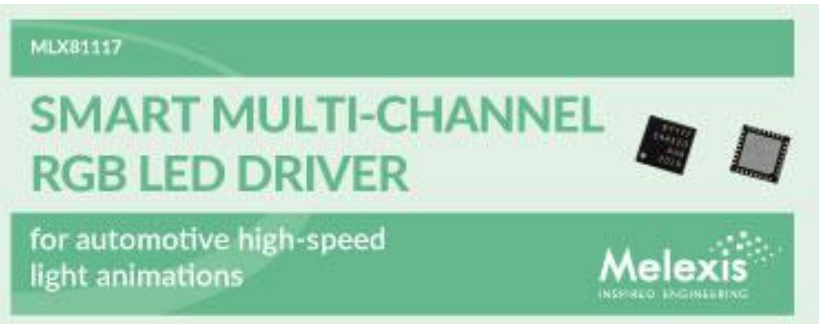 MLX81117
SMART MULTI-CHANNEL
RGB LED DRIVER
for automotive high-speed
light animations
Melexis
INSPIRED ENGINEERING